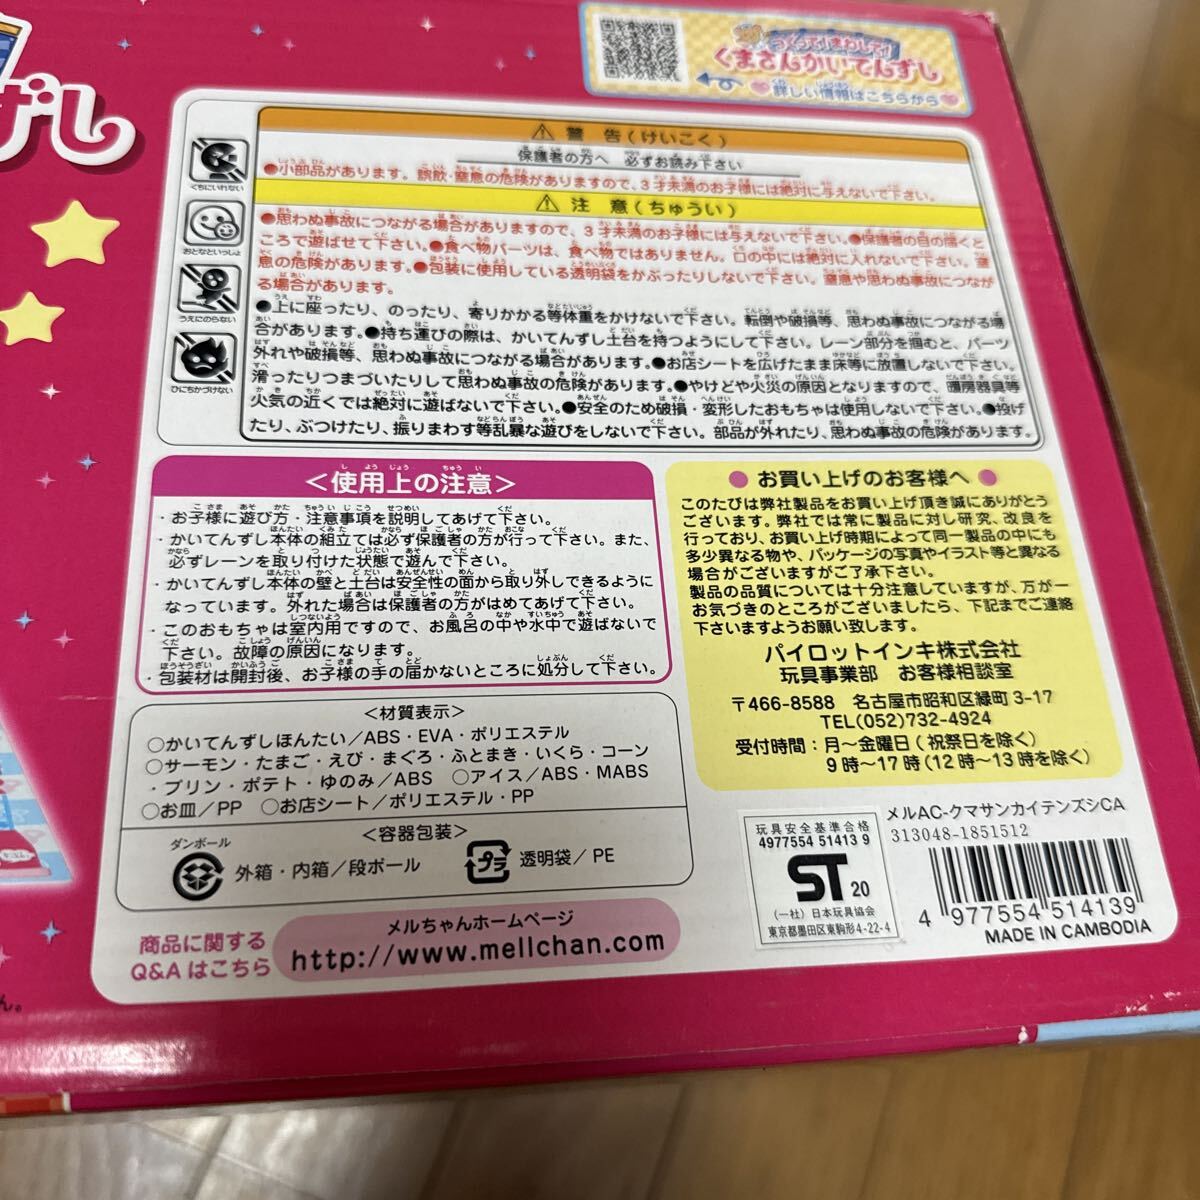 ずし
つくって!まわして!
くまさんかいてんずし
詳しい情報はこちらから
くちにいれない
おとなといっしょ
うえにのらない
ひにちかづけない
⚠ 警 告(けいこく)
保護者の方へ 必ずお読み下さい
●小部品があります。誤飲・窒息の危険がありますので、3才未満のお子様には絶対に与えないで下さい。
⚠ 注 意(ちゅうい)
●思わぬ事故につながる場合がありますので、3才未満のお子様には与えないで下さい。●保護者の目の届くと
ころで遊ばせて下さい。●食べ物パーツは、食べ物ではありません。口の中には絶対に入れないで下さい。窒
息の危険があります。●包装に使用している透明袋をかぶったりしないで下さい。窒息や思わぬ事故につなが
る場合があります。
●上に座ったり、のったり、寄りかかる等体重をかけないで下さい。転倒や破損等、思わぬ事故につながる場
合があります。●持ち運びの際は、かいてんずし土台を持つようにして下さい。レーン部分を掴むと、パーツ
外れや破損等、思わぬ事故につながる場合があります。●お店シートを広げたまま床等に放置しないで下さい。
滑ったりつまづいたりして思わぬ事故の危険があります。●やけどや火災の原因となりますので、暖房器具等
火気の近くでは絶対に遊ばないで下さい。●安全のため破損・変形したおもちゃは使用しないで下さい。●投げ
たり、ぶつけたり、振りまわす等乱暴な遊びをしないで下さい。部品が外れたり、思わぬ事故の危険があります。
<使用上の注意>
・お子様に遊び方・注意事項を説明してあげて下さい。
・かいてんずし本体の組立ては必ず保護者の方が行って下さい。また、
必ずレーンを取り付けた状態で遊んで下さい。
・かいてんずし本体の壁と土台は安全性の面から取り外しできるように
なっています。外れた場合は保護者の方がはめてあげて下さい。
・このおもちゃは室内用ですので、お風呂の中や水中で遊ばないで
下さい。故障の原因になります。
・包装材は開封後、お子様の手の届かないところに処分して下さい。
● お買い上げのお客様へ ●
このたびは弊社製品をお買い上げ頂き誠にありがとう
ございます。弊社では常に製品に対し研究、改良を
行っており、お買い上げ時期によって同一製品の中にも
多少異なる物や、パッケージの写真やイラスト等と異なる
場合がございますがご了承下さい。
製品の品質については十分注意していますが、万が一
お気づきのところがございましたら、下記までご連絡
下さいますようお願い致します。
パイロットインキ株式会社
玩具事業部 お客様相談室
〒466-8588 名古屋市昭和区緑町3-17
TEL(052)732-4924
受付時間:月〜金曜日(祝祭日を除く)
9時〜17時(12時〜13時を除く)
<材質表示>
○かいてんずしほんたい/ABS・EVA・ポリエステル
○サーモン・たまご・えび・まぐろ・ふとまき・いくら・コーン
・プリン・ポテト・ゆのみ/ABS ○アイス/ABS・MABS
○お皿/PP ○お店シート/ポリエステル・PP
<容器包装>
ダンボール
外箱・内箱/段ボール
プラ
透明袋/PE
商品に関する
Q&Aはこちら
メルちゃんホームページ
http://www.mellchan.com
玩具安全基準合格
4977554 51413 9
ST 20
(一社)日本玩具協会
東京都墨田区東駒形4-22-4
メルAC-クマサンカイテンズシCA
313048-1851512
4 977554 514139
MADE IN CAMBODIA
ん。